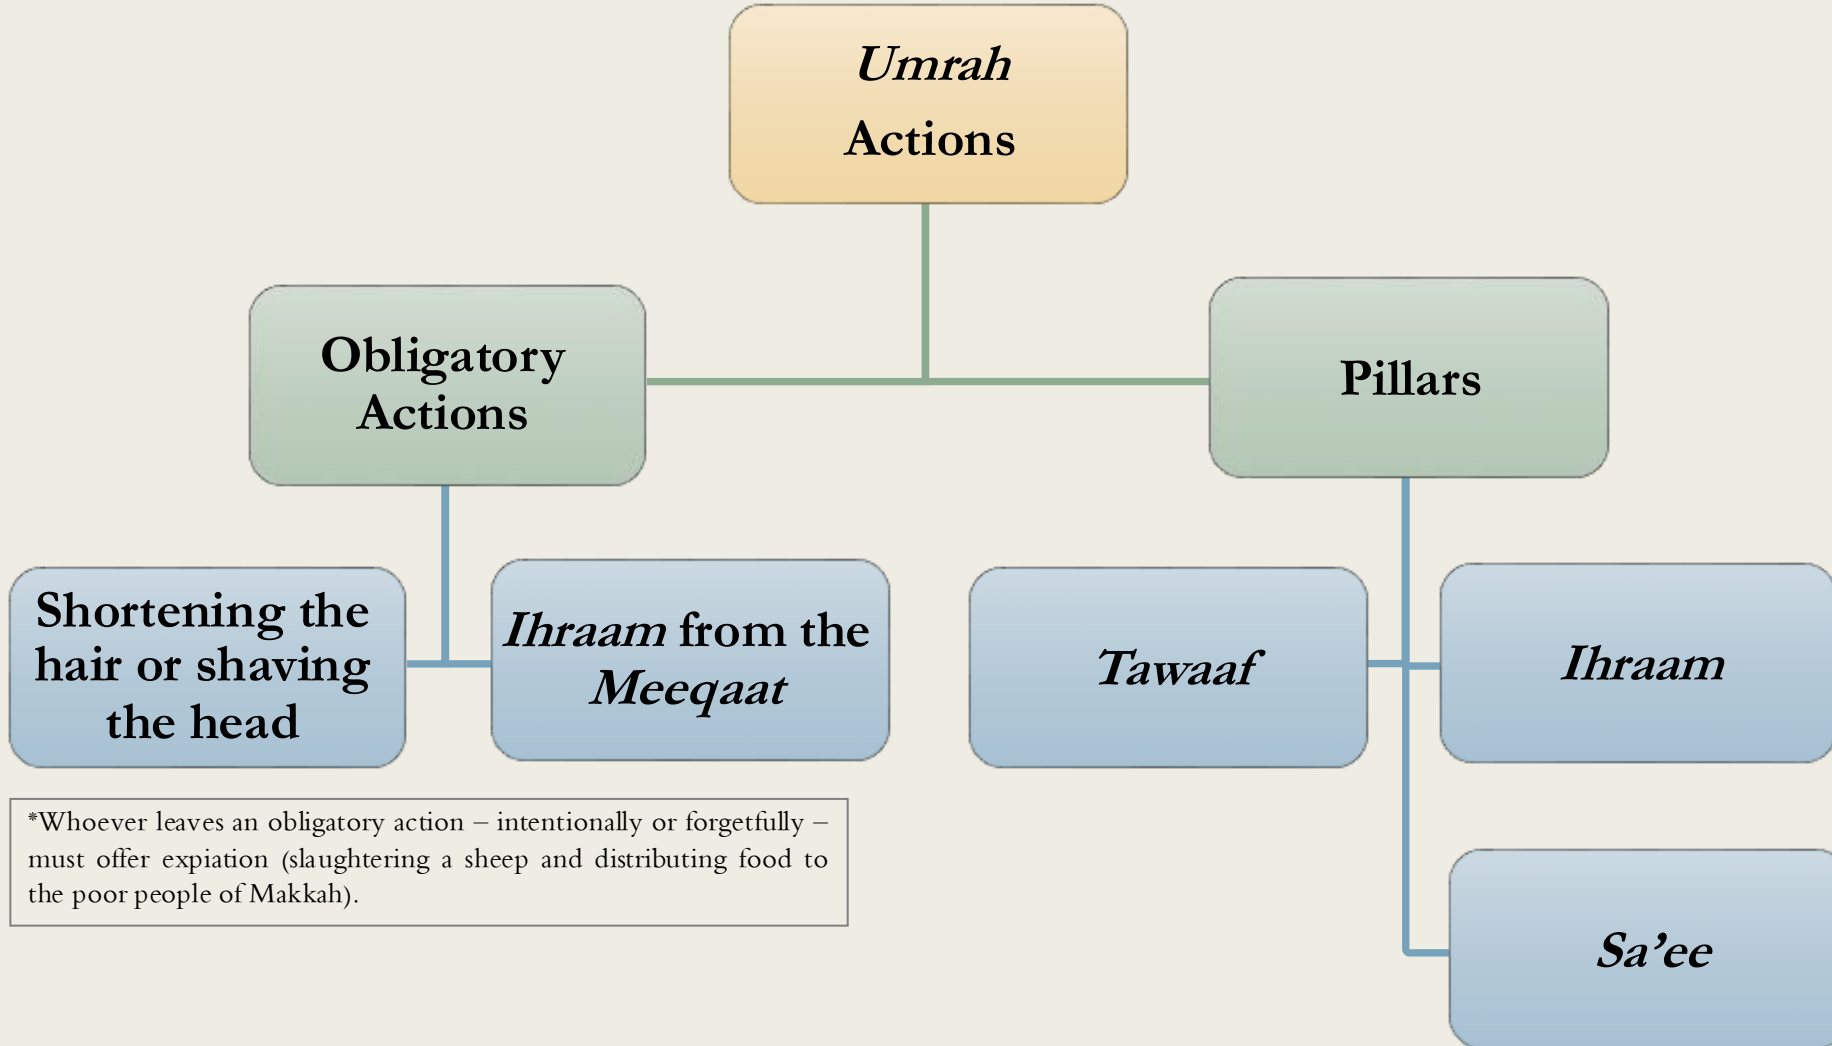 Umrah
Actions
Obligatory
Actions
Pillars
Shortening the
hair or shaving
the head
Ihraam from the
Meeqaat
Tawaaf
Ihraam
*Whoever leaves an obligatory action – intentionally or forgetfully –
must offer expiation (slaughtering a sheep and distributing food to
the poor people of Makkah).
Sa’ee